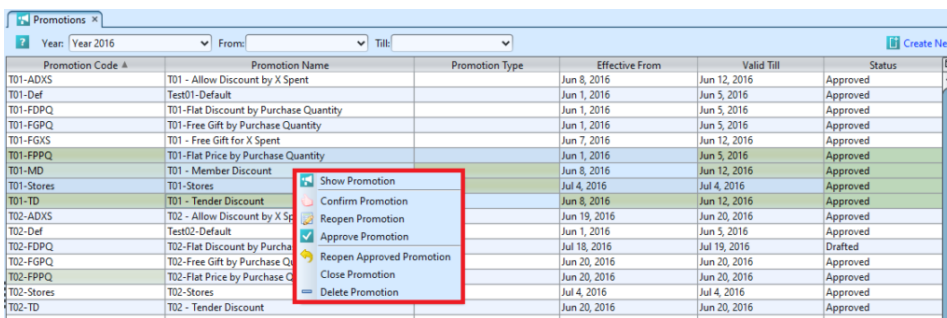 Promotions ×
? Year: Year 2016 From: Till: Create Ne
Promotion Code Promotion Name Promotion Type Effective From Valid Till Status
T01-ADXS T01 - Allow Discount by X Spent Jun 8, 2016 Jun 12, 2016 Approved
T01-Def Test01-Default Jun 1, 2016 Jun 5, 2016 Approved
T01-FDPQ T01-Flat Discount by Purchase Quantity Jun 1, 2016 Jun 5, 2016 Approved
T01-FGPQ T01-Free Gift by Purchase Quantity Jun 1, 2016 Jun 5, 2016 Approved
T01-FGXS T01 - Free Gift for X Spent Jun 7, 2016 Jun 12, 2016 Approved
T01-FPPQ T01-Flat Price by Purchase Quantity Jun 1, 2016 Jun 5, 2016 Approved
T01-MD T01 - Member Discount Jun 8, 2016 Jun 12, 2016 Approved
T01-Stores T01-Stores Jul 4, 2016 Jul 4, 2016 Approved
T01-TD T01 - Tender Discount Jun 8, 2016 Jun 12, 2016 Approved
T02-ADXS T02 - Allow Discount by X Sp Jun 19, 2016 Jun 20, 2016 Approved
T02-Def Test02-Default Jun 1, 2016 Jun 5, 2016 Approved
T02-FDPQ T02-Flat Discount by Purcha Jul 18, 2016 Jul 19, 2016 Drafted
T02-FGPQ T02-Free Gift by Purchase Qu Jun 20, 2016 Jun 20, 2016 Approved
T02-FPPQ T02-Flat Price by Purchase Q Jun 20, 2016 Jun 20, 2016 Approved
T02-Stores T02-Stores Jul 4, 2016 Jul 4, 2016 Approved
T02-TD T02 - Tender Discount Jun 20, 2016 Jun 20, 2016 Approved
Show Promotion
Confirm Promotion
Reopen Promotion
Approve Promotion
Reopen Approved Promotion
Close Promotion
Delete Promotion